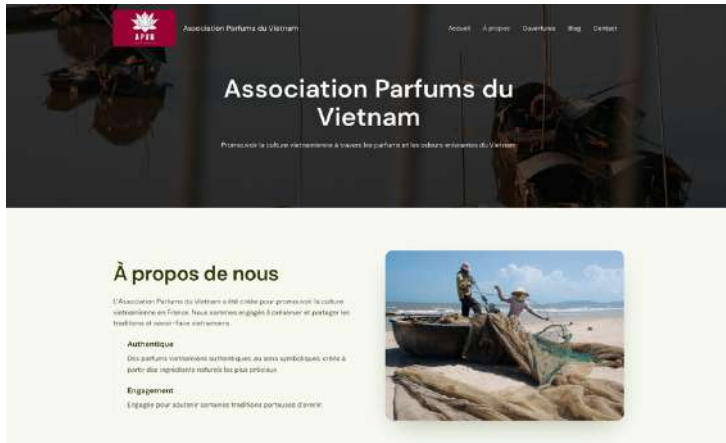 APVN
Association Parfums du Vietnam
Accueil À propos Ouvertures Blog Contact
Association Parfums du
Vietnam
Promouvoir la culture vietnamienne à travers les parfums et les odeurs enivrantes du Vietnam
À propos de nous
L'Association Parfums du Vietnam a été créée pour promouvoir la culture
vietnamienne en France. Nous sommes engagés à préserver et partager les
traditions et savoir-faire vietnamiens.
Authentique
Des parfums vietnamiens authentiques, au sens symboliques, créés à
partir des ingrédients naturels les plus précieux.
Engagement
Engagée pour soutenir certaines traditions porteuses d'avenir.